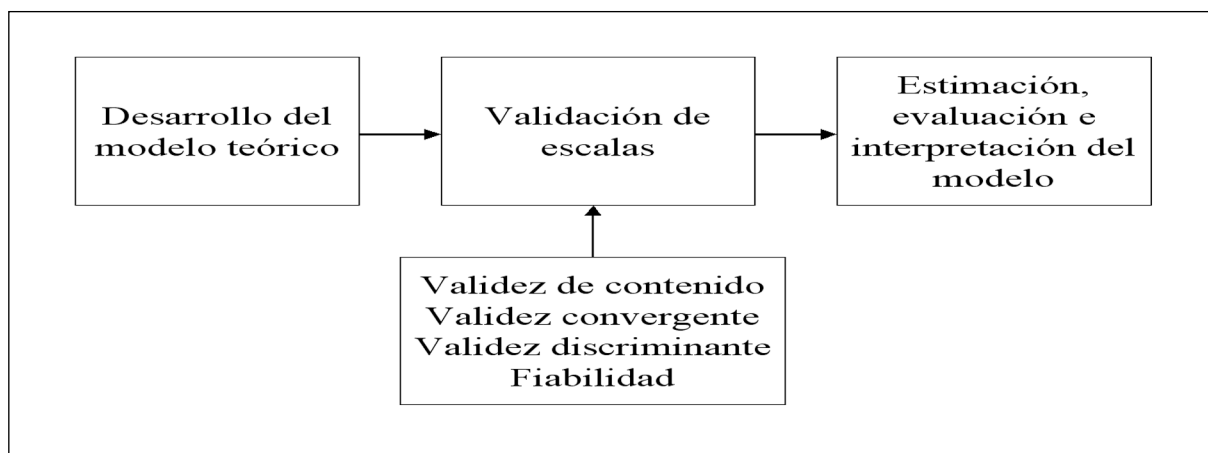 Desarrollo del
modelo teórico
Validación de
escalas
Estimación,
evaluación e
interpretación del
modelo
Validez de contenido
Validez convergente
Validez discriminante
Fiabilidad